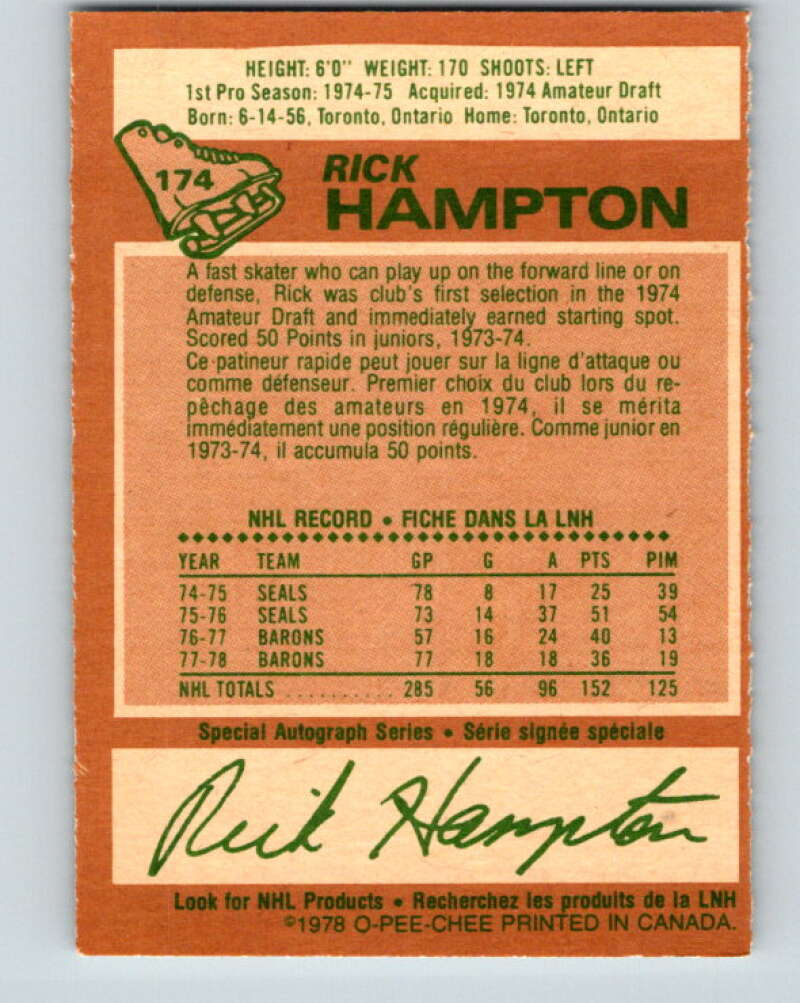 HEIGHT: 6'0" WEIGHT: 170 SHOOTS: LEFT
1st Pro Season: 1974-75 Acquired: 1974 Amateur Draft
Born: 6-14-56, Toronto, Ontario Home: Toronto, Ontario
174
RICK
HAMPTON
A fast skater who can play up on the forward line or on
defense, Rick was club's first selection in the 1974
Amateur Draft and immediately earned starting spot.
Scored 50 Points in juniors, 1973-74.
Ce patineur rapide peut jouer sur la ligne d'attaque ou
comme défenseur. Premier choix du club lors du re-
pêchage des amateurs en 1974, il se mérita
immédiatement une position régulière. Comme junior en
1973-74, il accumula 50 points.
NHL RECORD • FICHE DANS LA LNH
YEAR TEAM GP G A PTS PIM
74-75 SEALS 78 8 17 25 39
75-76 SEALS 73 14 37 51 54
76-77 BARONS 57 16 24 40 13
77-78 BARONS 77 18 18 36 19
NHL TOTALS .......... 285 56 96 152 125
Special Autograph Series • Série signée spéciale
Rick Hampton
Look for NHL Products • Recherchez les produits de la LNH
©1978 O-PEE-CHEE PRINTED IN CANADA.